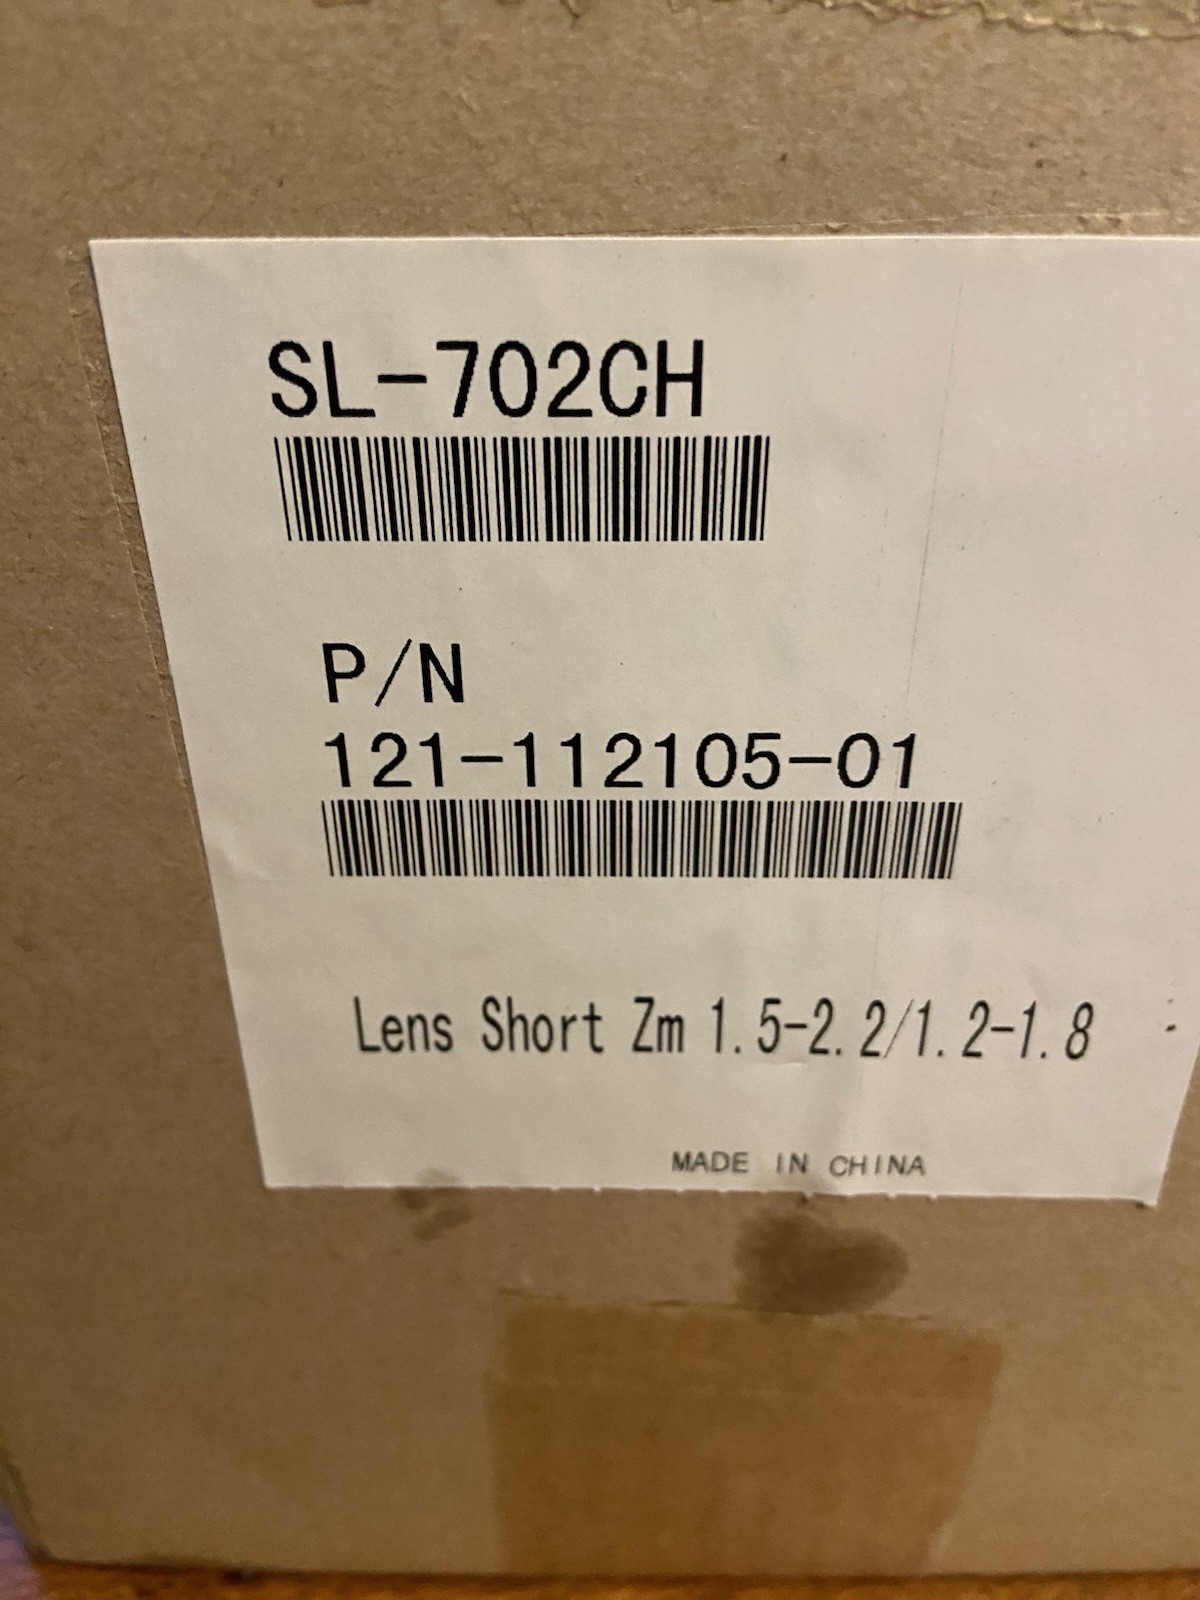 SL-702CH
P/N
121-112105-01
Lens Short Zm 1.5-2.2/1.2-1.8
MADE IN CHINA